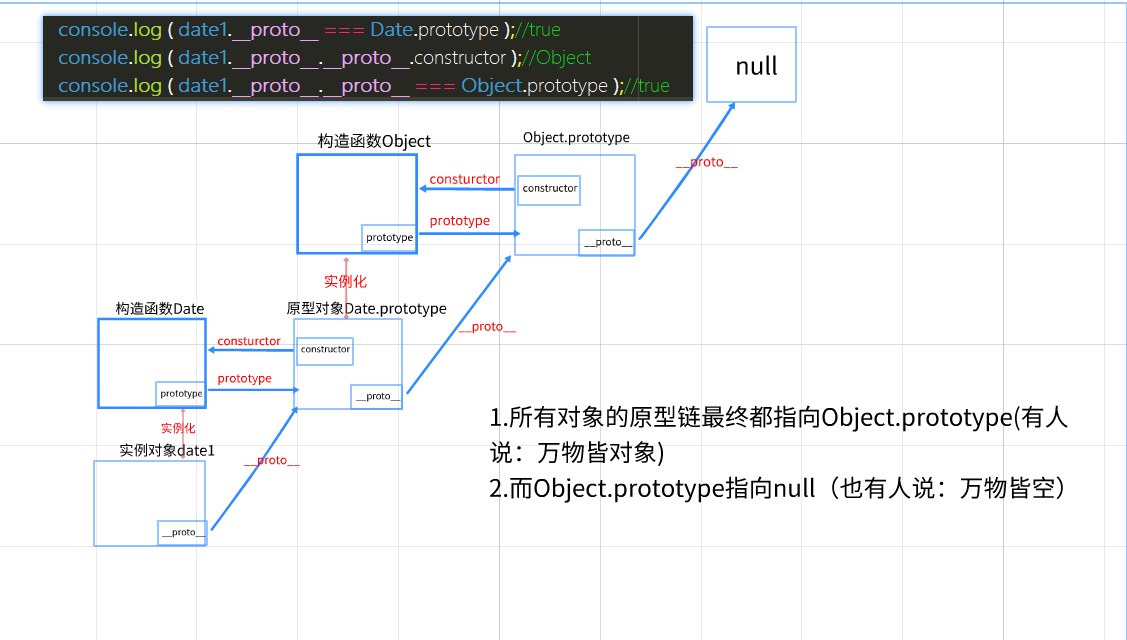 console.log ( date1.__proto__ === Date.prototype );//true
console.log ( date1.__proto__.__proto__.constructor );//Object
console.log ( date1.__proto__.__proto__ === Object.prototype );//true
null
构造函数Object
Object.prototype
__proto__
consturctor
constructor
prototype
prototype
__proto__
实例化
构造函数Date
原型对象Date.prototype
__proto__
consturctor
constructor
prototype
prototype
__proto__
实例化
实例对象date1
__proto__
__proto__
1.所有对象的原型链最终都指向Object.prototype(有人
说：万物皆对象)
2.而Object.prototype指向null（也有人说：万物皆空）